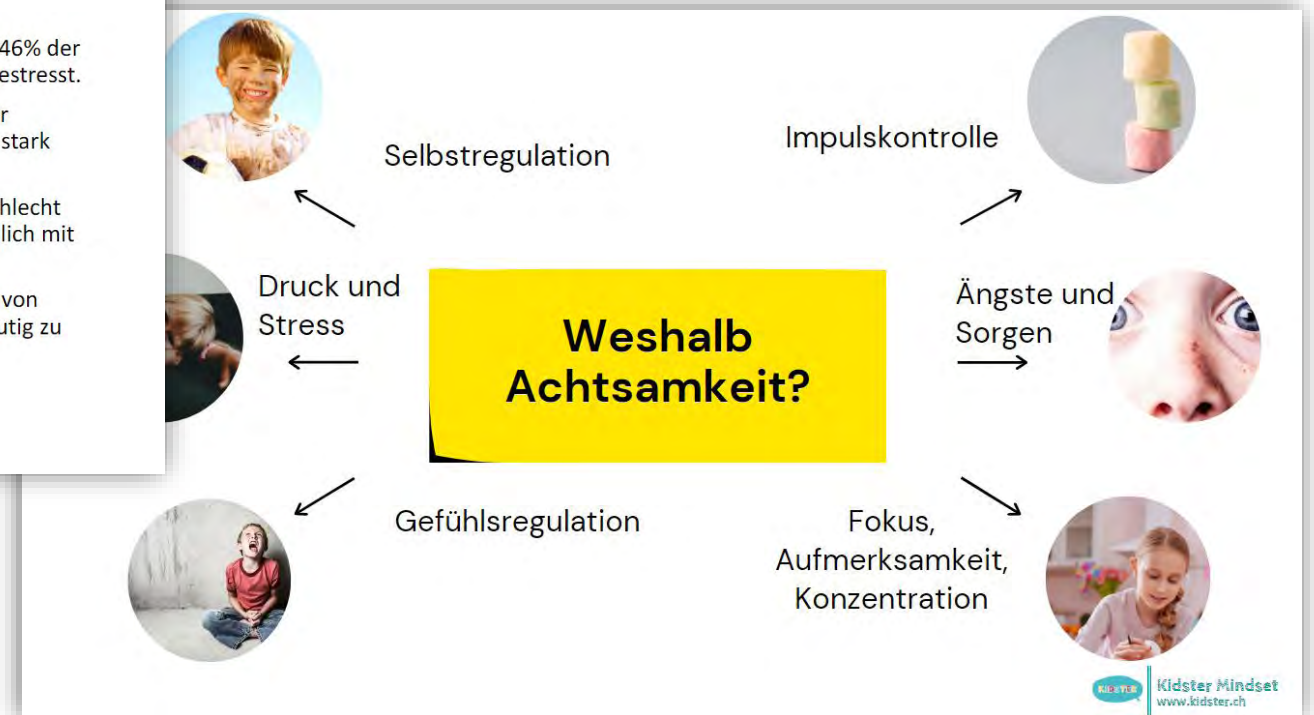 46% der
estresst.
r
stark
hlecht
lich mit
von
utig zu
Selbstregulation
Impulskontrolle
Druck und
Stress
Weshalb
Achtsamkeit?
Ängste und
Sorgen
Gefühlsregulation
Fokus,
Aufmerksamkeit,
Konzentration
KIDSTER
Kidster Mindset
www.kidster.ch